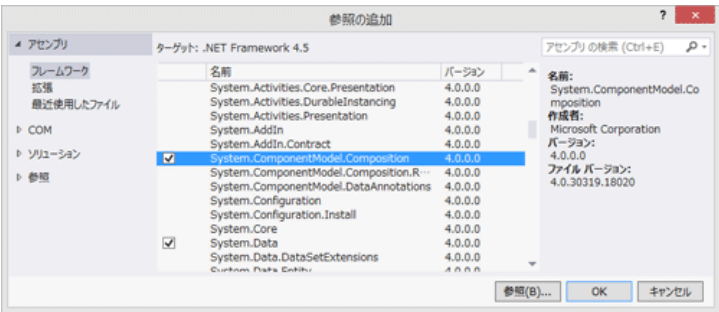 参照の追加
? ×
アセンブリ
フレームワーク
拡張
最近使用したファイル
COM
ソリューション
参照
ターゲット: .NET Framework 4.5
アセンブリ の検索 (Ctrl+E)
名前 バージョン
System.Activities.Core.Presentation 4.0.0.0
System.Activities.DurableInstancing 4.0.0.0
System.Activities.Presentation 4.0.0.0
System.AddIn 4.0.0.0
System.AddIn.Contract 4.0.0.0
System.ComponentModel.Composition 4.0.0.0
System.ComponentModel.Composition.R… 4.0.0.0
System.ComponentModel.DataAnnotations 4.0.0.0
System.Configuration 4.0.0.0
System.Configuration.Install 4.0.0.0
System.Core 4.0.0.0
System.Data 4.0.0.0
System.Data.DataSetExtensions 4.0.0.0
System.Data.Entity 4.0.0.0
名前:
System.ComponentModel.Co
mposition
作成者:
Microsoft Corporation
バージョン:
4.0.0.0
ファイル バージョン:
4.0.30319.18020
参照(B)... OK キャンセル